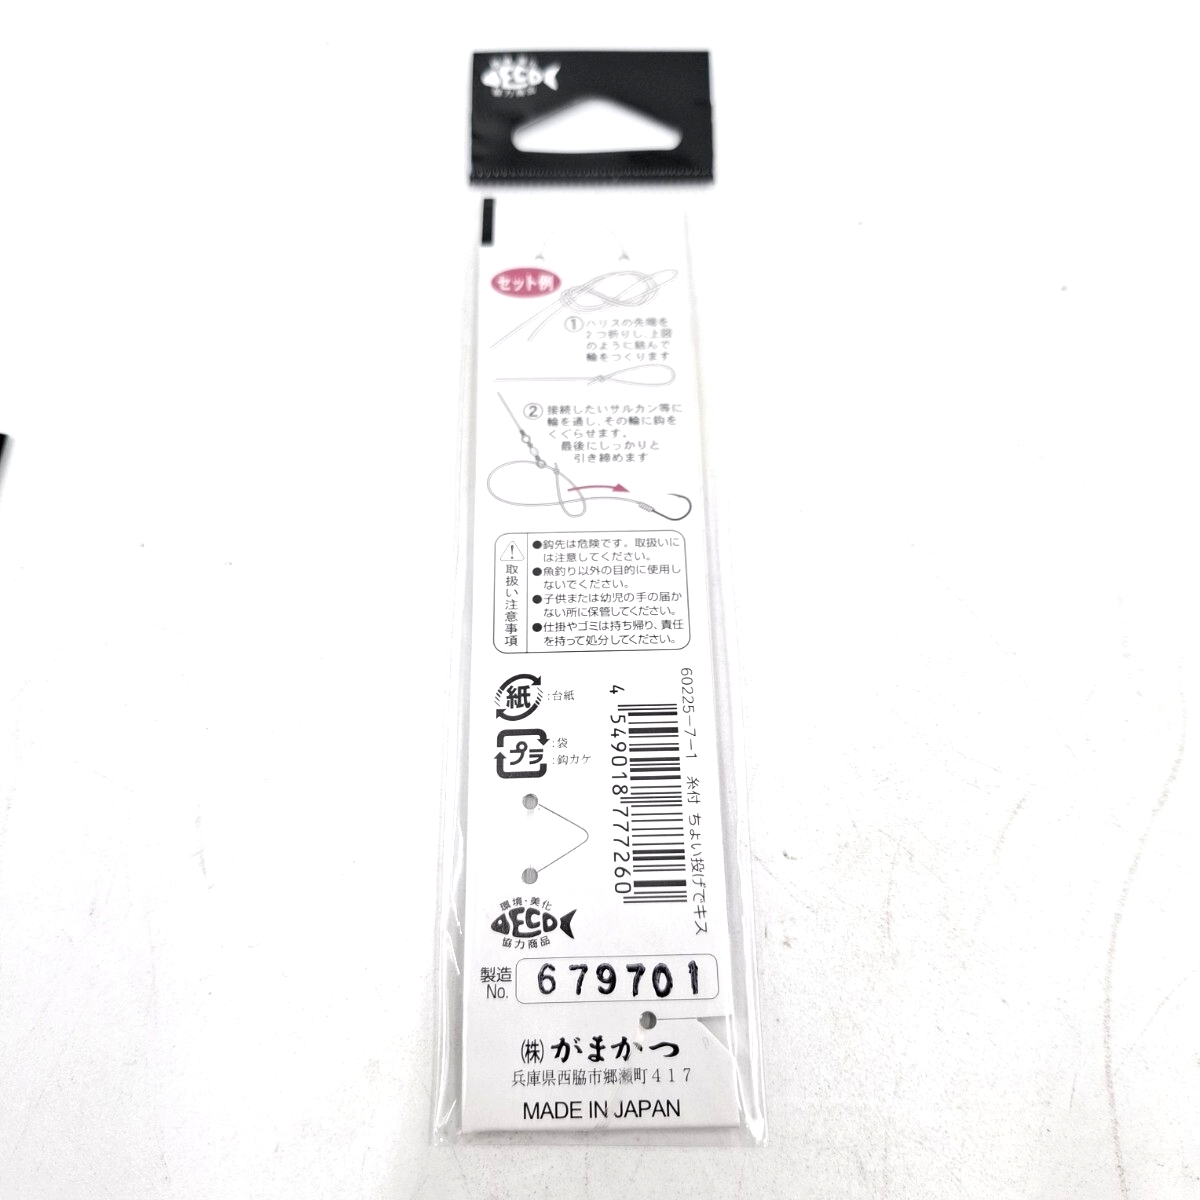 ECO
協力商品
セット例
①ハリスの先端を
2つ折りし、上図
のように結んで
輪をつくります
②接続したいサルカン等に
輪を通し、その輪に鈎を
くぐらせます。
最後にしっかりと
引き締めます
取扱い注意事項
●鈎先は危険です。取扱いに
は注意してください。
●魚釣り以外の目的に使用し
ないでください。
●子供または幼児の手の届か
ない所に保管してください。
●仕掛やゴミは持ち帰り、責任
を持って処分してください。
紙:台紙
プラ:袋
:鈎カケ
60225-7-1 糸付 ちょい投げでキス
4 549018 777260
環境・美化
ECO
協力商品
製造
No. 679701
㈱がまかつ
兵庫県西脇市郷瀬町417
MADE IN JAPAN